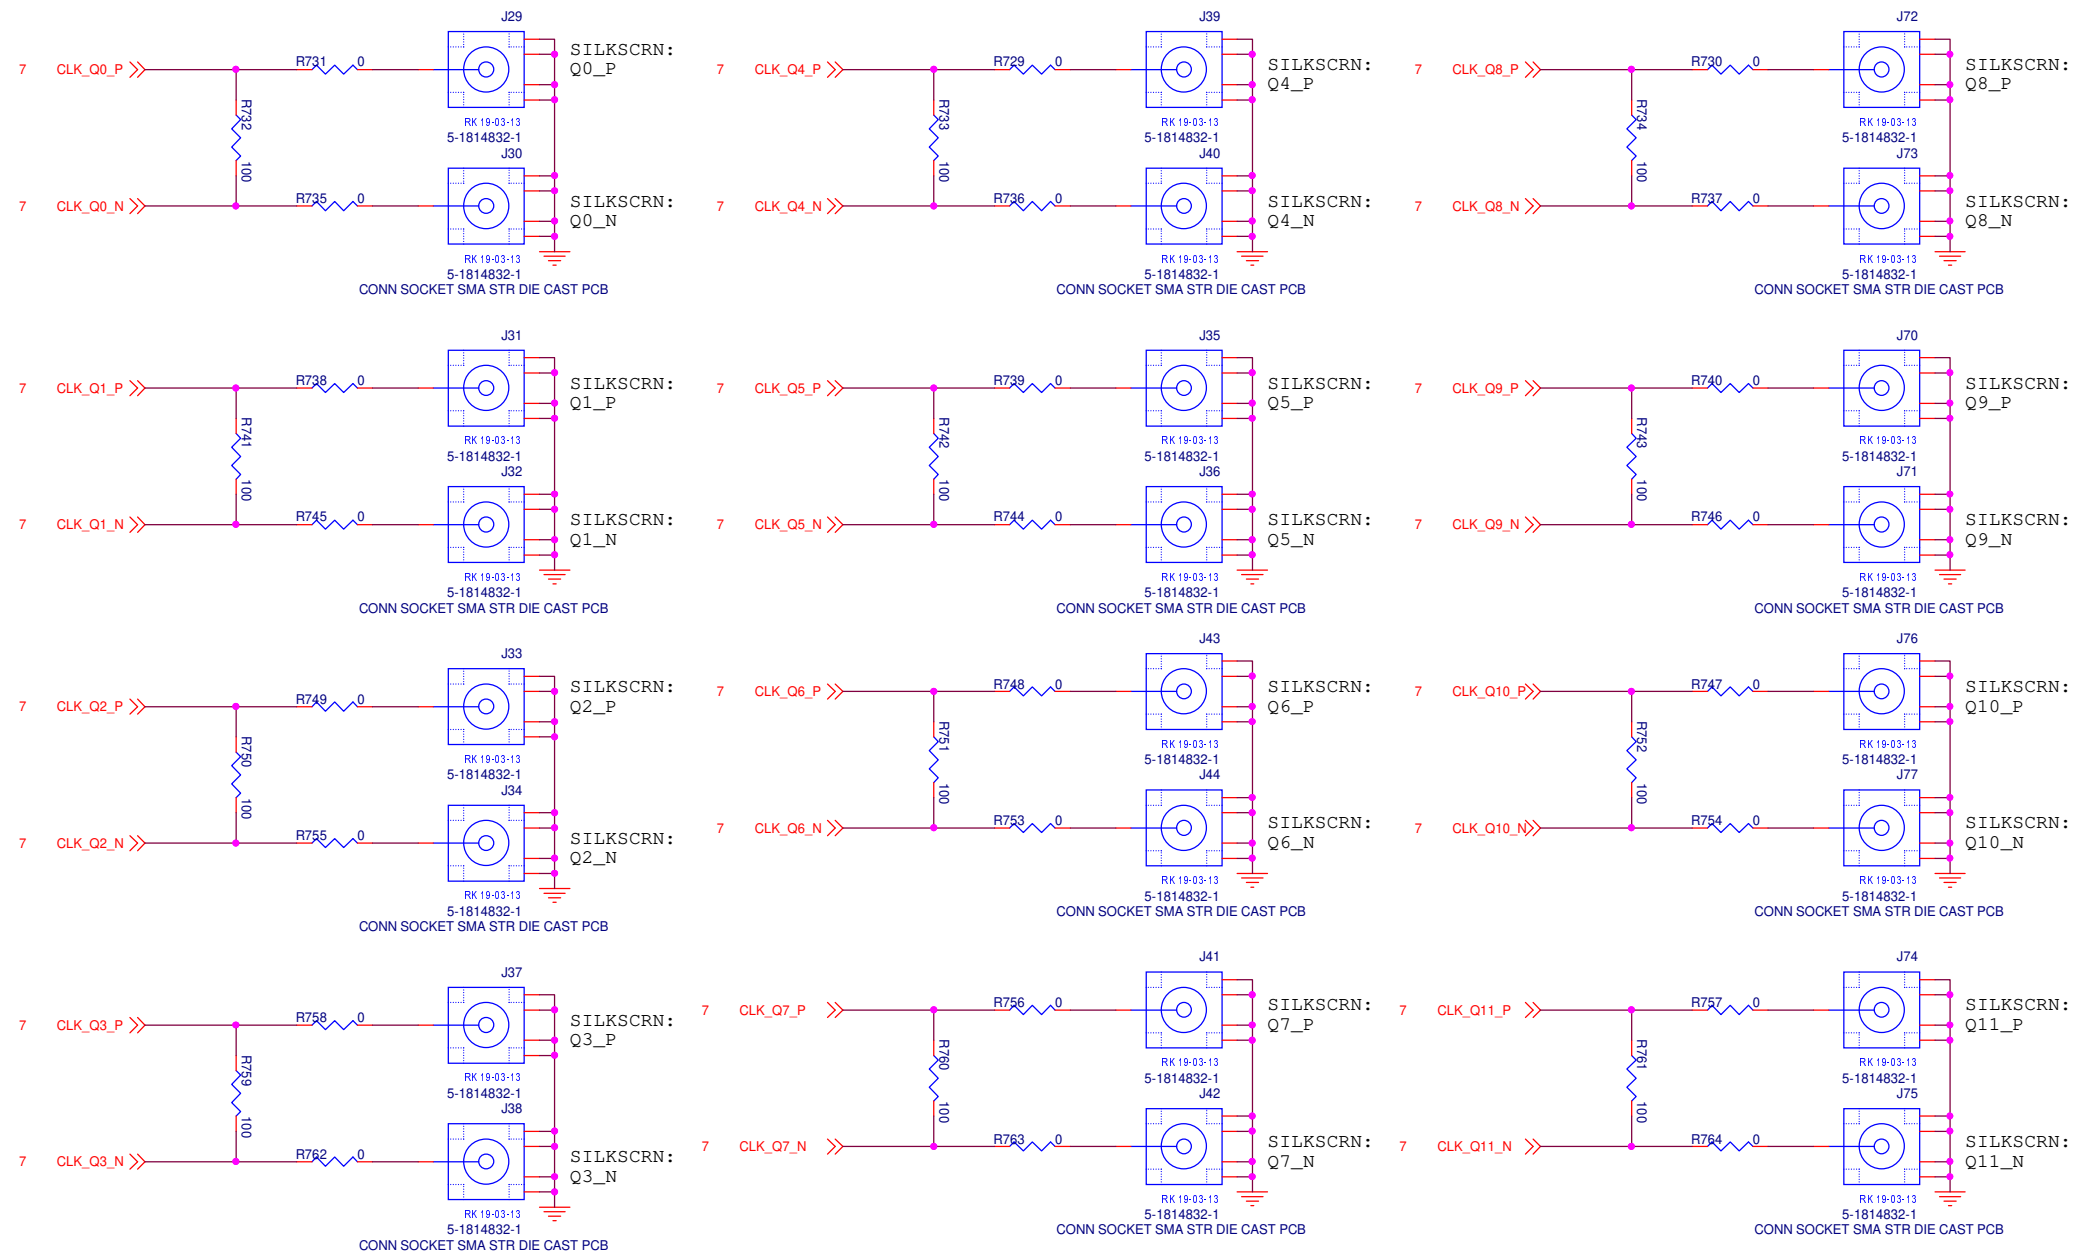 J29
SILKSCRN:
Q0_P
7 CLK_Q0_P
R731 0
R732
100
RK 19-03-13
5-1814832-1
J30
SILKSCRN:
Q0_N
7 CLK_Q0_N
R735 0
RK 19-03-13
5-1814832-1
CONN SOCKET SMA STR DIE CAST PCB
J39
SILKSCRN:
Q4_P
7 CLK_Q4_P
R729 0
R733
100
RK 19-03-13
5-1814832-1
J40
SILKSCRN:
Q4_N
7 CLK_Q4_N
R736 0
RK 19-03-13
5-1814832-1
CONN SOCKET SMA STR DIE CAST PCB
J72
SILKSCRN:
Q8_P
7 CLK_Q8_P
R730 0
R734
100
RK 19-03-13
5-1814832-1
J73
SILKSCRN:
Q8_N
7 CLK_Q8_N
R737 0
RK 19-03-13
5-1814832-1
CONN SOCKET SMA STR DIE CAST PCB
J31
SILKSCRN:
Q1_P
7 CLK_Q1_P
R738 0
R741
100
RK 19-03-13
5-1814832-1
J32
SILKSCRN:
Q1_N
7 CLK_Q1_N
R745 0
RK 19-03-13
5-1814832-1
CONN SOCKET SMA STR DIE CAST PCB
J35
SILKSCRN:
Q5_P
7 CLK_Q5_P
R739 0
R742
100
RK 19-03-13
5-1814832-1
J36
SILKSCRN:
Q5_N
7 CLK_Q5_N
R744 0
RK 19-03-13
5-1814832-1
CONN SOCKET SMA STR DIE CAST PCB
J70
SILKSCRN:
Q9_P
7 CLK_Q9_P
R740 0
R743
100
RK 19-03-13
5-1814832-1
J71
SILKSCRN:
Q9_N
7 CLK_Q9_N
R746 0
RK 19-03-13
5-1814832-1
CONN SOCKET SMA STR DIE CAST PCB
J33
SILKSCRN:
Q2_P
7 CLK_Q2_P
R749 0
R750
100
RK 19-03-13
5-1814832-1
J34
SILKSCRN:
Q2_N
7 CLK_Q2_N
R755 0
RK 19-03-13
5-1814832-1
CONN SOCKET SMA STR DIE CAST PCB
J43
SILKSCRN:
Q6_P
7 CLK_Q6_P
R748 0
R751
100
RK 19-03-13
5-1814832-1
J44
SILKSCRN:
Q6_N
7 CLK_Q6_N
R753 0
RK 19-03-13
5-1814832-1
CONN SOCKET SMA STR DIE CAST PCB
J76
SILKSCRN:
Q10_P
7 CLK_Q10_P
R747 0
R752
100
RK 19-03-13
5-1814832-1
J77
SILKSCRN:
Q10_N
7 CLK_Q10_N
R754 0
RK 19-03-13
5-1814832-1
CONN SOCKET SMA STR DIE CAST PCB
J37
SILKSCRN:
Q3_P
7 CLK_Q3_P
R758 0
R759
100
RK 19-03-13
5-1814832-1
J38
SILKSCRN:
Q3_N
7 CLK_Q3_N
R762 0
RK 19-03-13
5-1814832-1
CONN SOCKET SMA STR DIE CAST PCB
J41
SILKSCRN:
Q7_P
7 CLK_Q7_P
R756 0
R760
100
RK 19-03-13
5-1814832-1
J42
SILKSCRN:
Q7_N
7 CLK_Q7_N
R763 0
RK 19-03-13
5-1814832-1
CONN SOCKET SMA STR DIE CAST PCB
J74
SILKSCRN:
Q11_P
7 CLK_Q11_P
R757 0
R761
100
RK 19-03-13
5-1814832-1
J75
SILKSCRN:
Q11_N
7 CLK_Q11_N
R764 0
RK 19-03-13
5-1814832-1
CONN SOCKET SMA STR DIE CAST PCB